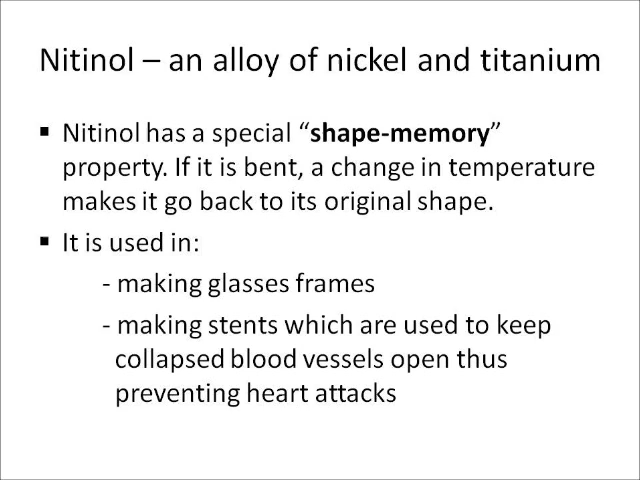 Nitinol – an alloy of nickel and titanium
▪ Nitinol has a special “shape-memory”
property. If it is bent, a change in temperature
makes it go back to its original shape.
▪ It is used in:
- making glasses frames
- making stents which are used to keep
collapsed blood vessels open thus
preventing heart attacks